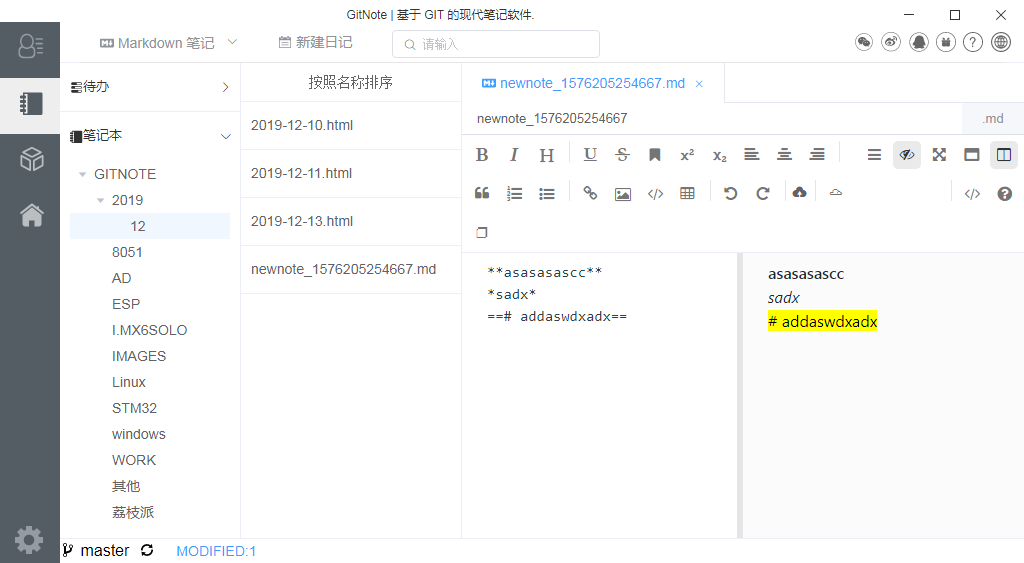 GitNote | 基于 GIT 的现代笔记软件.
Markdown 笔记
新建日记
请输入
待办
笔记本
GITNOTE
2019
12
8051
AD
ESP
I.MX6SOLO
IMAGES
Linux
STM32
windows
WORK
其他
荔枝派
按照名称排序
2019-12-10.html
2019-12-11.html
2019-12-13.html
newnote_1576205254667.md
newnote_1576205254667.md ×
newnote_1576205254667
.md
**asasasascc**
*sadx*
==# addaswdxadx==
asasasascc
sadx
# addaswdxadx
master
MODIFIED:1